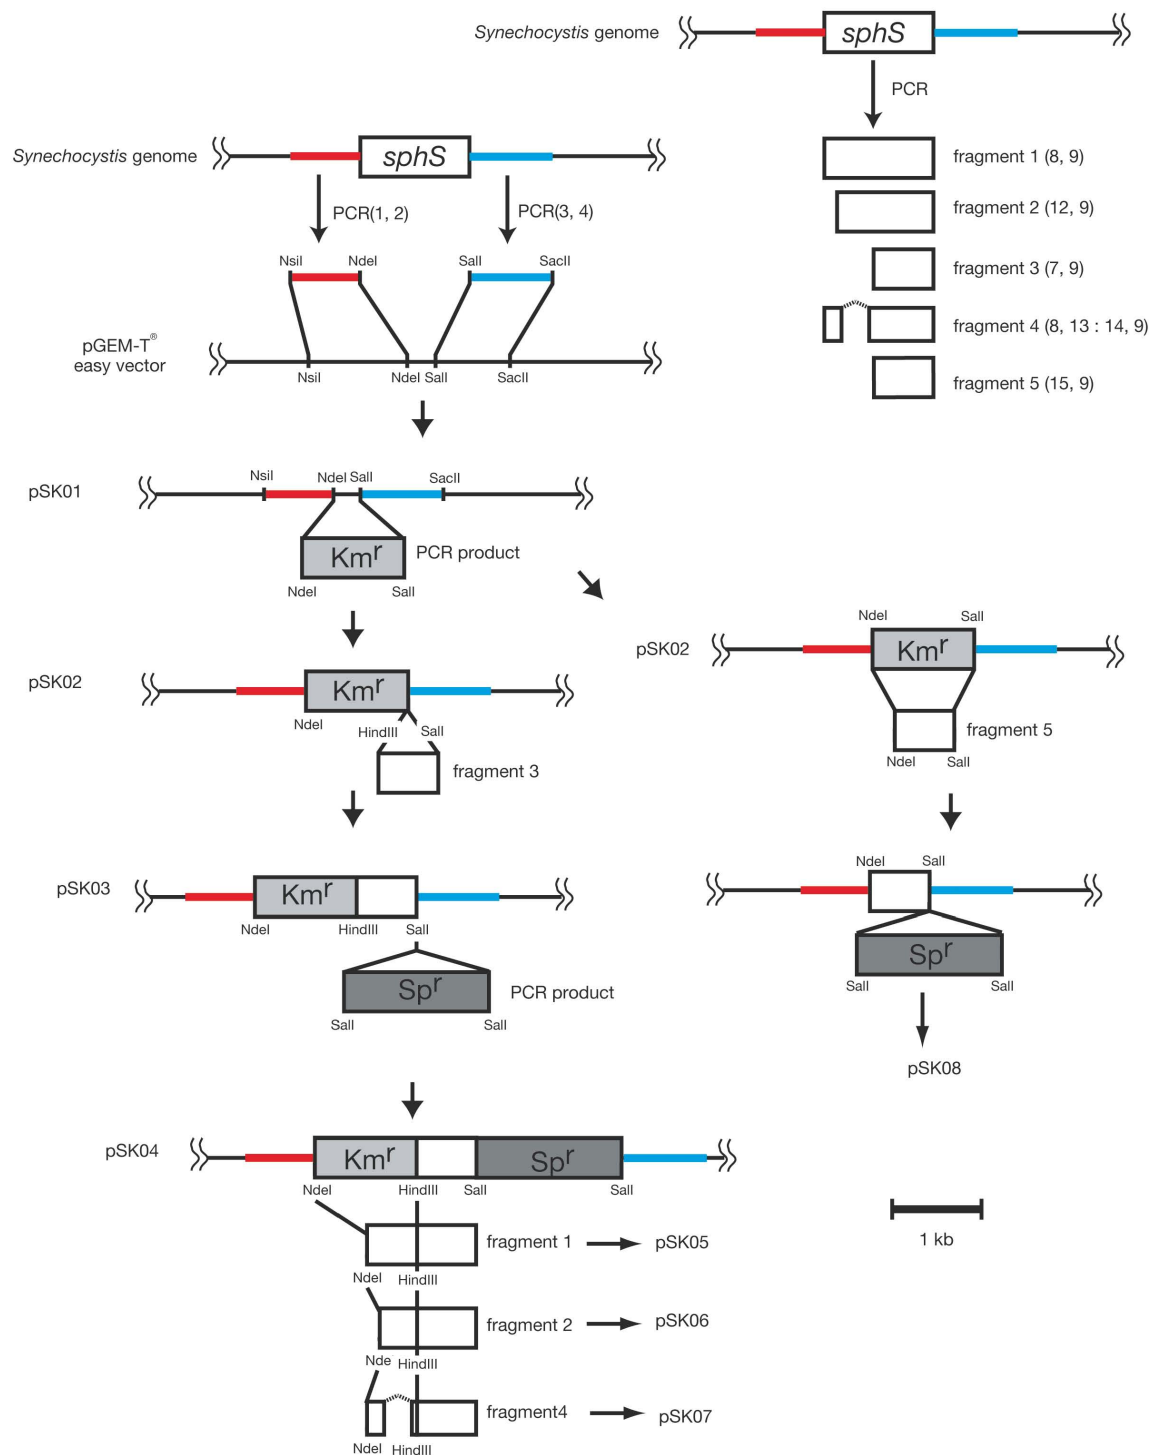 Synechocystis genome
sphS
PCR
fragment 1 (8, 9)
fragment 2 (12, 9)
fragment 3 (7, 9)
fragment 4 (8, 13 : 14, 9)
fragment 5 (15, 9)
Synechocystis genome
sphS
PCR(1, 2)
PCR(3, 4)
NsiI NdeI SalI SacII
pGEM-T®
easy vector
NsiI NdeI SalI SacII
pSK01
NsiI NdeI SalI SacII
Kmr
PCR product
NdeI SalI
pSK02
Kmr
NdeI HindIII SalI
fragment 3
pSK02
NdeI SalI
Kmr
fragment 5
NdeI SalI
pSK03
Kmr
NdeI HindIII SalI
Spr
PCR product
SalI SalI
NdeI SalI
Spr
SalI SalI
pSK08
pSK04
Kmr Spr
NdeI HindIII SalI SalI
fragment 1
pSK05
NdeI HindIII
fragment 2
pSK06
Nde HindIII
fragment4
pSK07
NdeI HindIII
1 kb